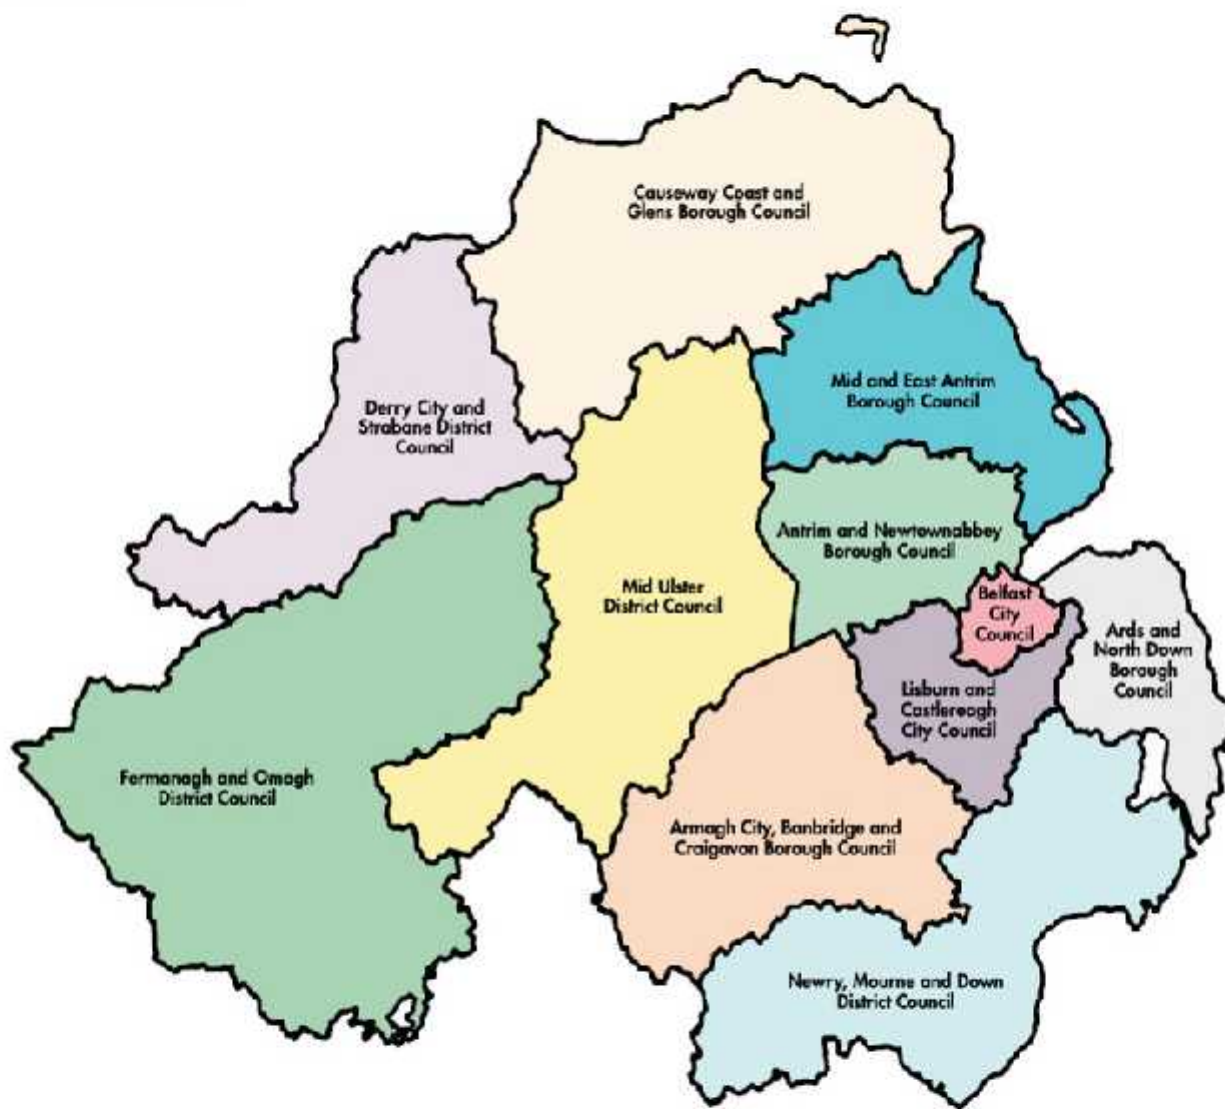 Causeway Coast and
Glens Borough Council
Mid and East Antrim
Borough Council
Derry City and
Strabane District
Council
Antrim and Newtownabbey
Borough Council
Mid Ulster
District Council
Belfast
City
Council
Ards and
North Down
Borough
Council
Lisburn and
Castlereagh
City Council
Fermanagh and Omagh
District Council
Armagh City, Banbridge and
Craigavon Borough Council
Newry, Mourne and Down
District Council